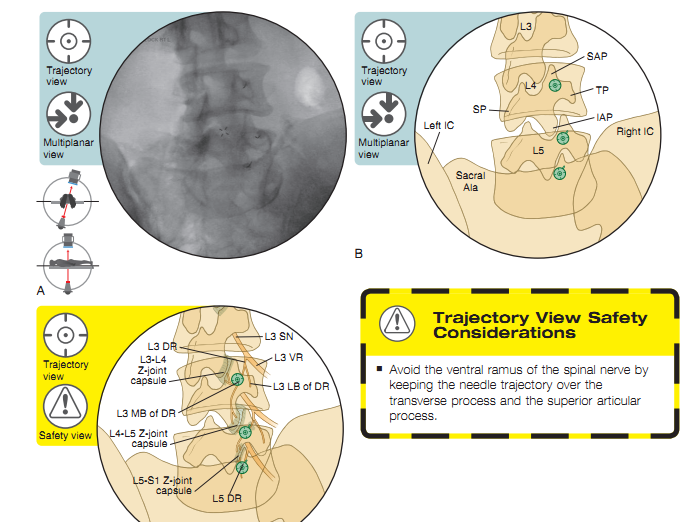 Trajectory
view
Multiplanar
view
A
Trajectory
view
Multiplanar
view
L3
SAP
L4
TP
SP
IAP
Left IC
Right IC
L5
Sacral
Ala
B
Trajectory
view
Safety view
L3 SN
L3 DR
L3-L4
Z-joint
capsule
L3 VR
L3 LB of DR
L3 MB of DR
L4-L5 Z-joint
capsule
L5-S1 Z-joint
capsule
L5 DR
Trajectory View Safety
Considerations
▪ Avoid the ventral ramus of the spinal nerve by
keeping the needle trajectory over the
transverse process and the superior articular
process.